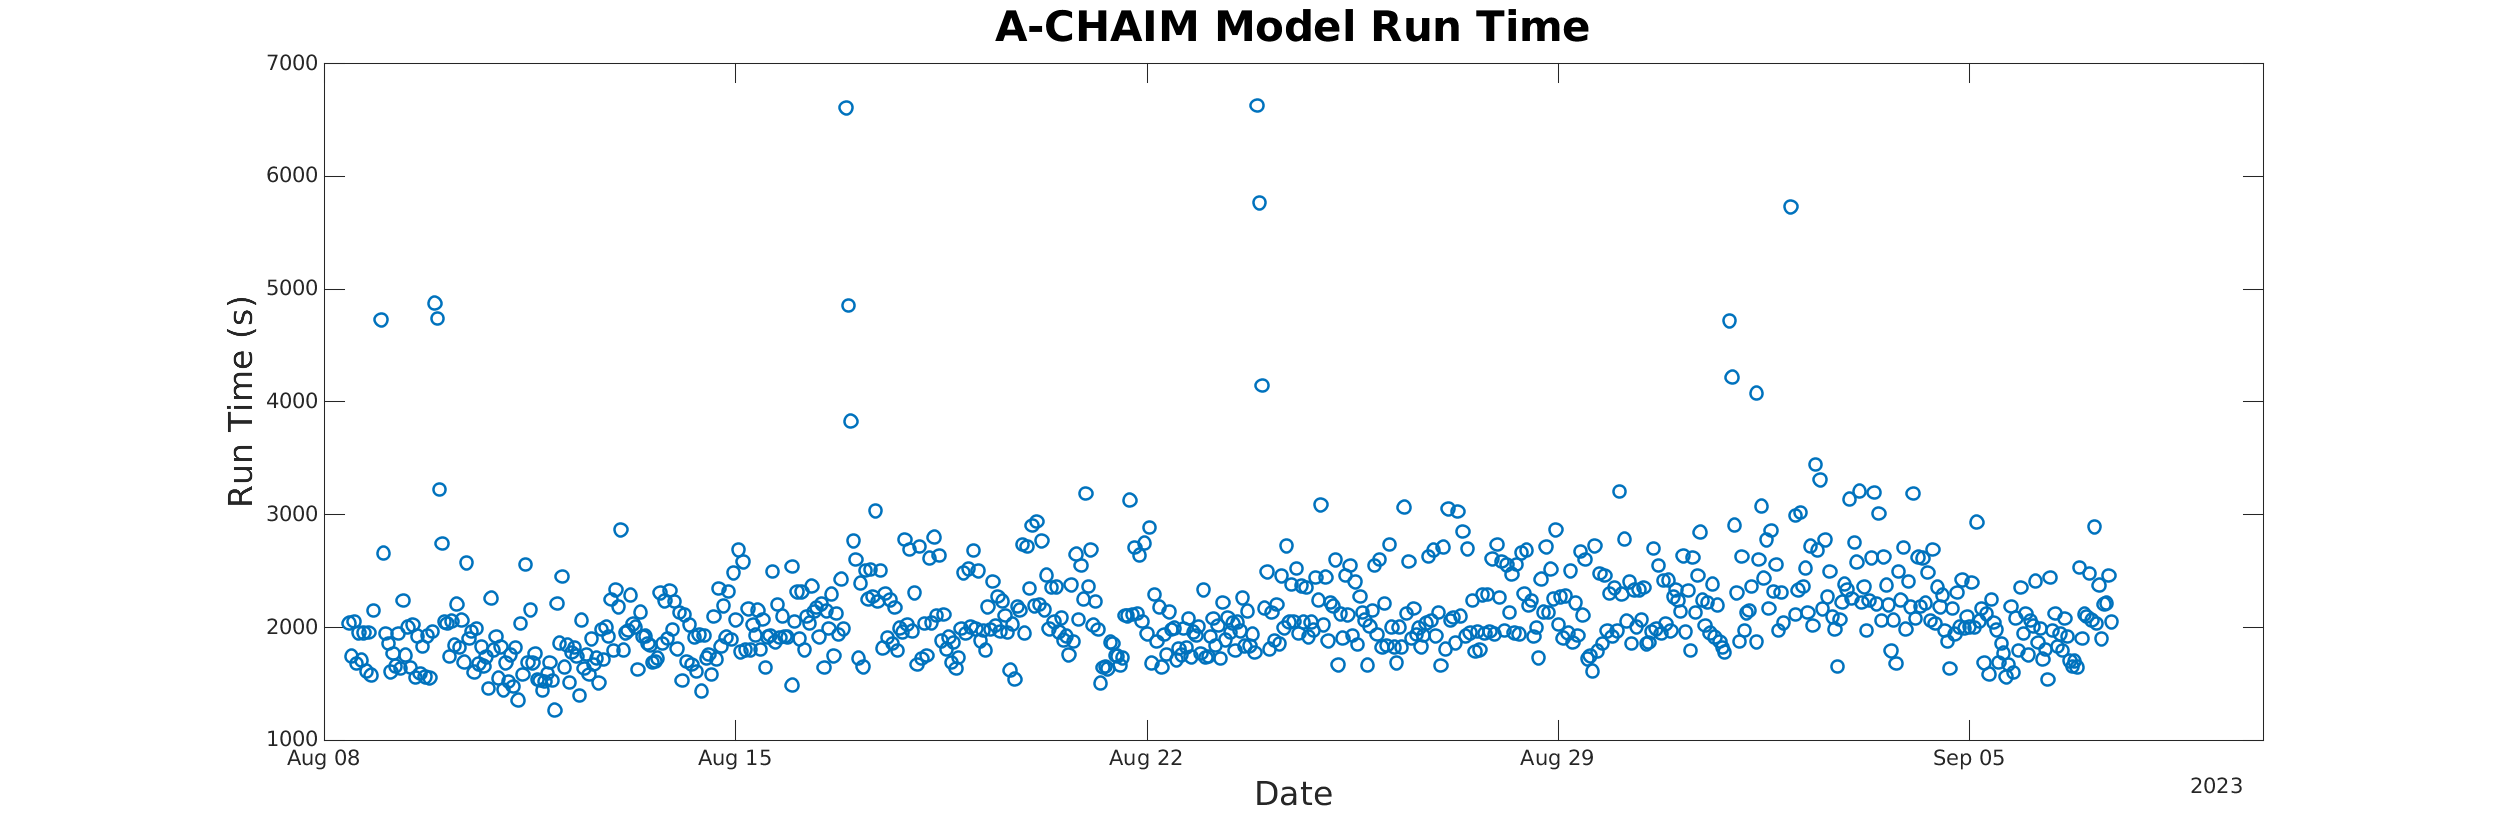 A-CHAIM Model Run Time
7000
6000
5000
4000
3000
2000
1000
Run Time (s)
Aug 08
Aug 15
Aug 22
Aug 29
Sep 05
2023
Date